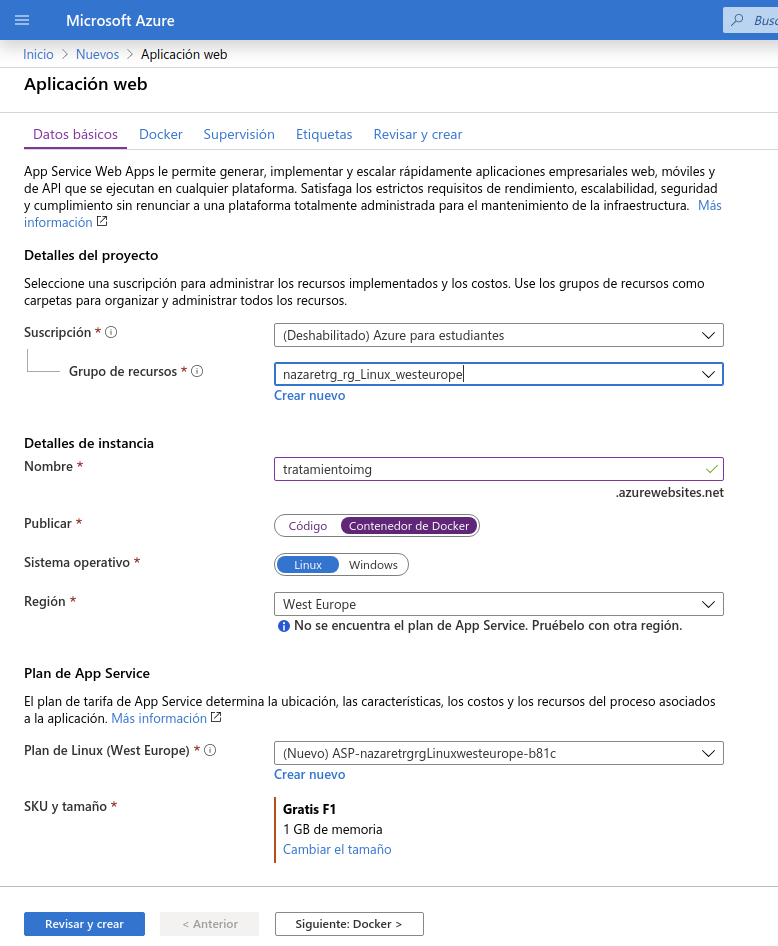 Microsoft Azure
Inicio > Nuevos > Aplicación web
Aplicación web
Datos básicos Docker Supervisión Etiquetas Revisar y crear
App Service Web Apps le permite generar, implementar y escalar rápidamente aplicaciones empresariales web, móviles y
de API que se ejecutan en cualquier plataforma. Satisfaga los estrictos requisitos de rendimiento, escalabilidad, seguridad
y cumplimiento sin renunciar a una plataforma totalmente administrada para el mantenimiento de la infraestructura. Más
información
Detalles del proyecto
Seleccione una suscripción para administrar los recursos implementados y los costos. Use los grupos de recursos como
carpetas para organizar y administrar todos los recursos.
Suscripción * (Deshabilitado) Azure para estudiantes
Grupo de recursos * nazaretrg_rg_Linux_westeurope
Crear nuevo
Detalles de instancia
Nombre * tratamientoimg
.azurewebsites.net
Publicar * Código Contenedor de Docker
Sistema operativo * Linux Windows
Región * West Europe
No se encuentra el plan de App Service. Pruébelo con otra región.
Plan de App Service
El plan de tarifa de App Service determina la ubicación, las características, los costos y los recursos del proceso asociados
a la aplicación. Más información
Plan de Linux (West Europe) * (Nuevo) ASP-nazaretrgrgLinuxwesteurope-b81c
Crear nuevo
SKU y tamaño * Gratis F1
1 GB de memoria
Cambiar el tamaño
Revisar y crear < Anterior Siguiente: Docker >